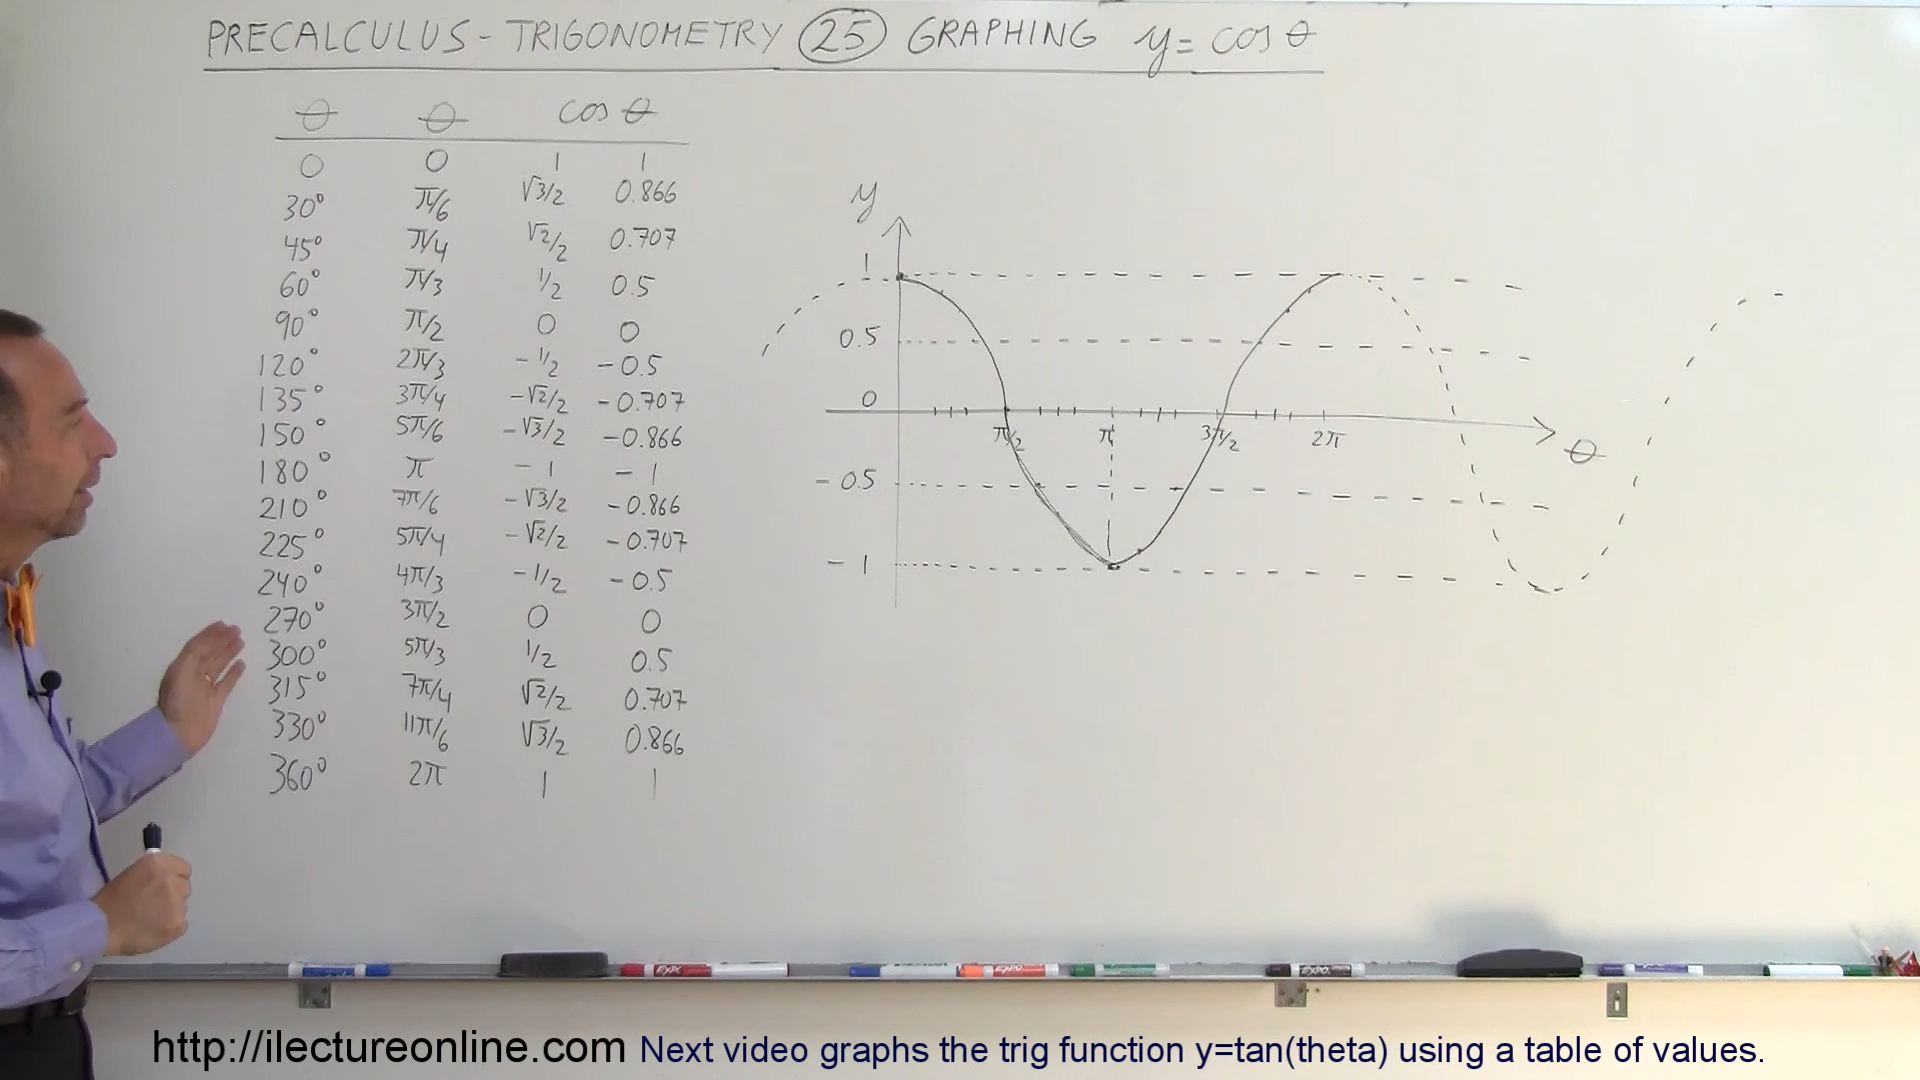 PRECALCULUS - TRIGONOMETRY 25 GRAPHING y = cos θ
θ θ cos θ
0 0 1 1
30° π/6 √3/2 0.866
45° π/4 √2/2 0.707
60° π/3 1/2 0.5
90° π/2 0 0
120° 2π/3 -1/2 -0.5
135° 3π/4 -√2/2 -0.707
150° 5π/6 -√3/2 -0.866
180° π -1 -1
210° 7π/6 -√3/2 -0.866
225° 5π/4 -√2/2 -0.707
240° 4π/3 -1/2 -0.5
270° 3π/2 0 0
300° 5π/3 1/2 0.5
315° 7π/4 √2/2 0.707
330° 11π/6 √3/2 0.866
360° 2π 1 1
y
1
0.5
0
π/2 π 3π/2 2π θ
-0.5
-1
EXPO EXPO EXPO
http://ilectureonline.com Next video graphs the trig function y=tan(theta) using a table of values.